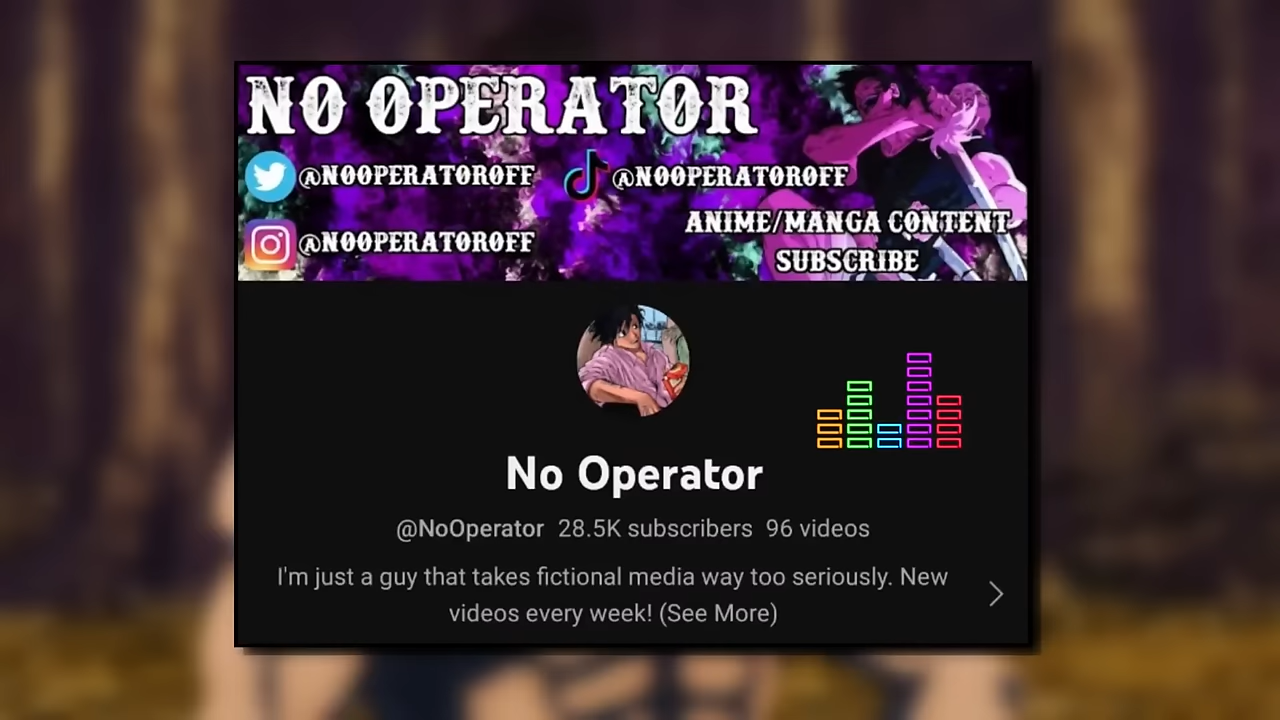 NO OPERATOR
@NOOPERATOROFF @NOOPERATOROFF
@NOOPERATOROFF
ANIME/MANGA CONTENT
SUBSCRIBE
No Operator
@NoOperator 28.5K subscribers 96 videos
I'm just a guy that takes fictional media way too seriously. New
videos every week! (See More)